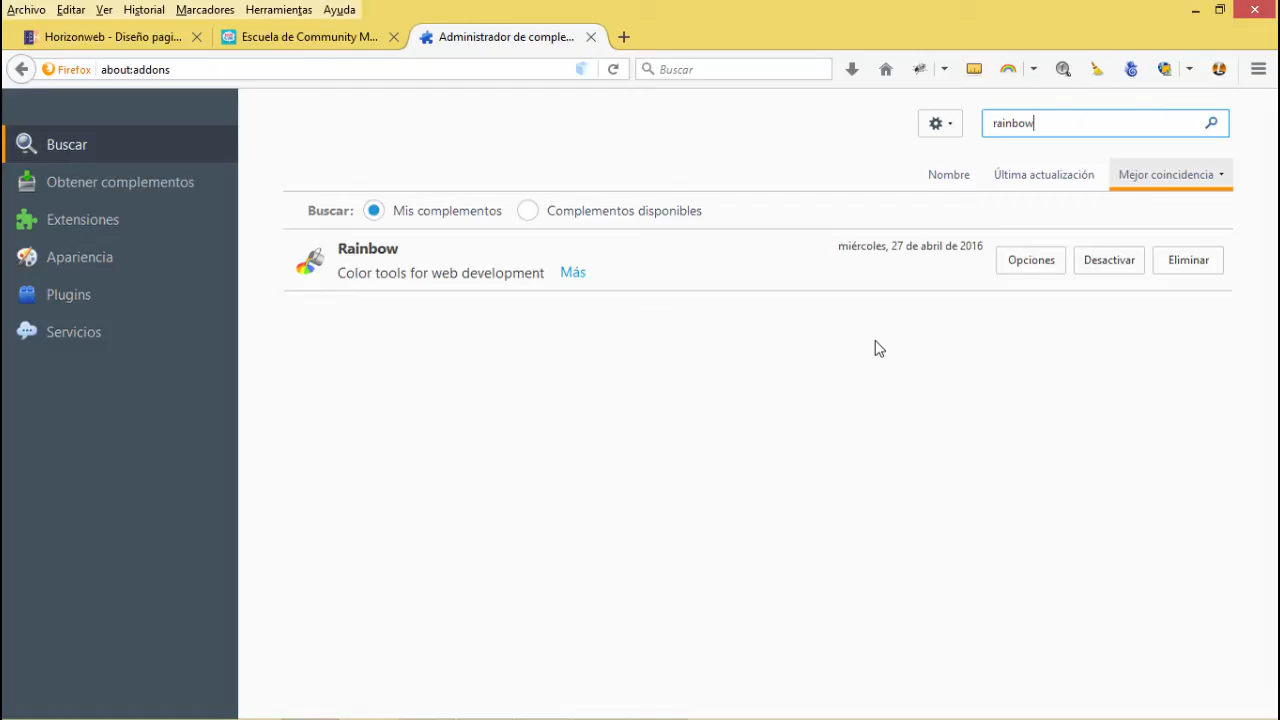 Archivo Editar Ver Historial Marcadores Herramientas Ayuda
Horizonweb - Diseño pagi... Escuela de Community M... Administrador de comple...
Firefox about:addons Buscar
rainbow
Buscar
Obtener complementos
Extensiones
Apariencia
Plugins
Servicios
Nombre Última actualización Mejor coincidencia
Buscar: Mis complementos Complementos disponibles
Rainbow miércoles, 27 de abril de 2016 Opciones Desactivar Eliminar
Color tools for web development Más